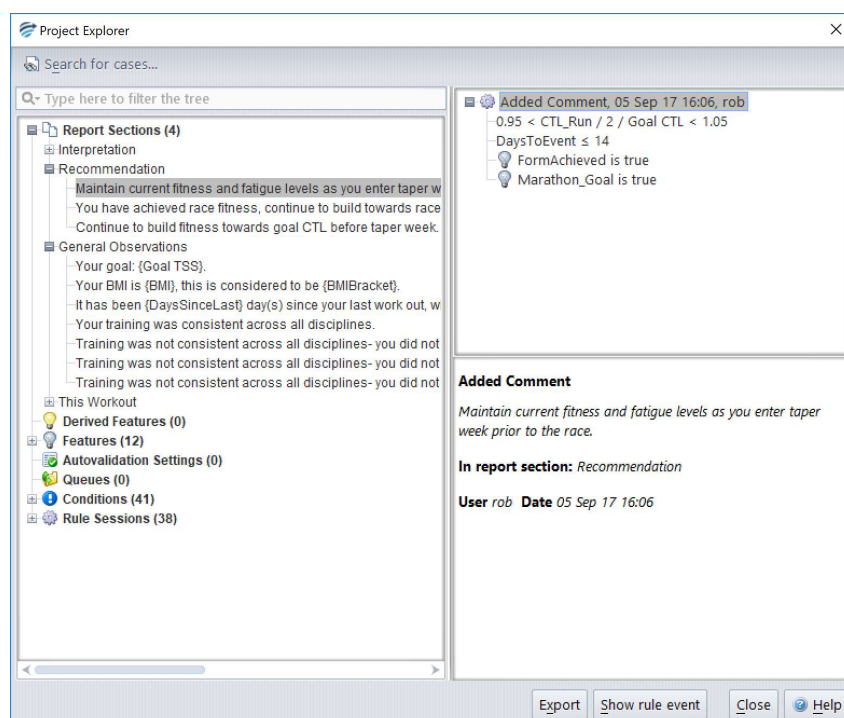 Project Explorer
Search for cases...
Type here to filter the tree
Report Sections (4)
Interpretation
Recommendation
Maintain current fitness and fatigue levels as you enter taper w
You have achieved race fitness, continue to build towards race
Continue to build fitness towards goal CTL before taper week.
General Observations
Your goal: {Goal TSS}.
Your BMI is {BMI}, this is considered to be {BMIBracket}.
It has been {DaysSinceLast} day(s) since your last work out, w
Your training was consistent across all disciplines.
Training was not consistent across all disciplines- you did not
Training was not consistent across all disciplines- you did not
Training was not consistent across all disciplines- you did not
This Workout
Derived Features (0)
Features (12)
Autovalidation Settings (0)
Queues (0)
Conditions (41)
Rule Sessions (38)
Added Comment, 05 Sep 17 16:06, rob
0.95 < CTL_Run / 2 / Goal CTL < 1.05
DaysToEvent ≤ 14
FormAchieved is true
Marathon_Goal is true
Added Comment
Maintain current fitness and fatigue levels as you enter taper
week prior to the race.
In report section: Recommendation
User rob Date 05 Sep 17 16:06
Export Show rule event Close Help